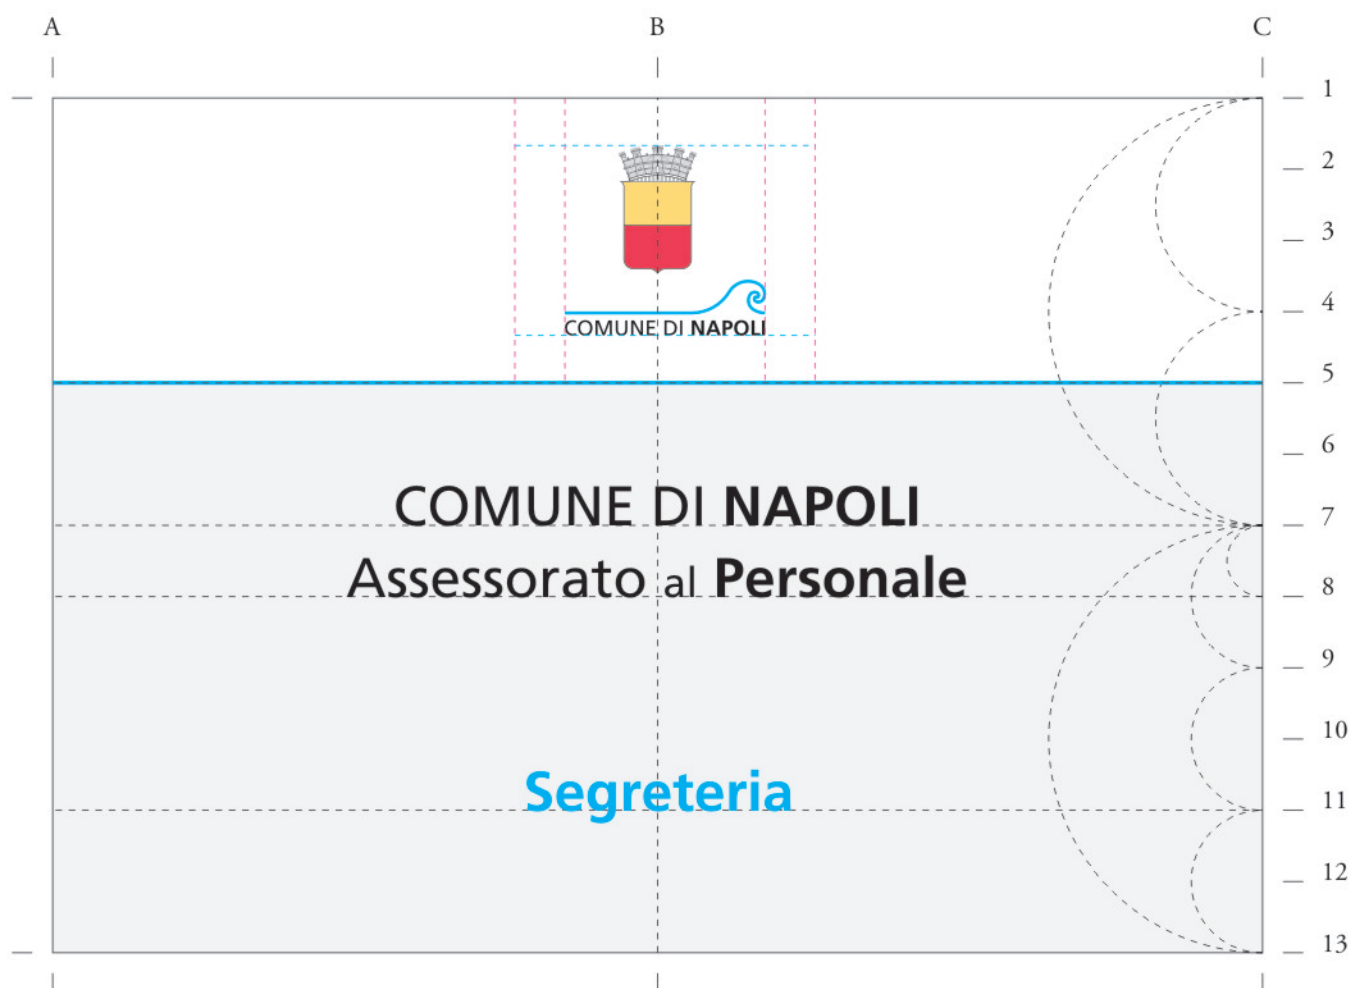 A B C
1
2
3
4
COMUNE DI NAPOLI
5
6
COMUNE DI NAPOLI
7
Assessorato al Personale
8
9
10
Segreteria
11
12
13